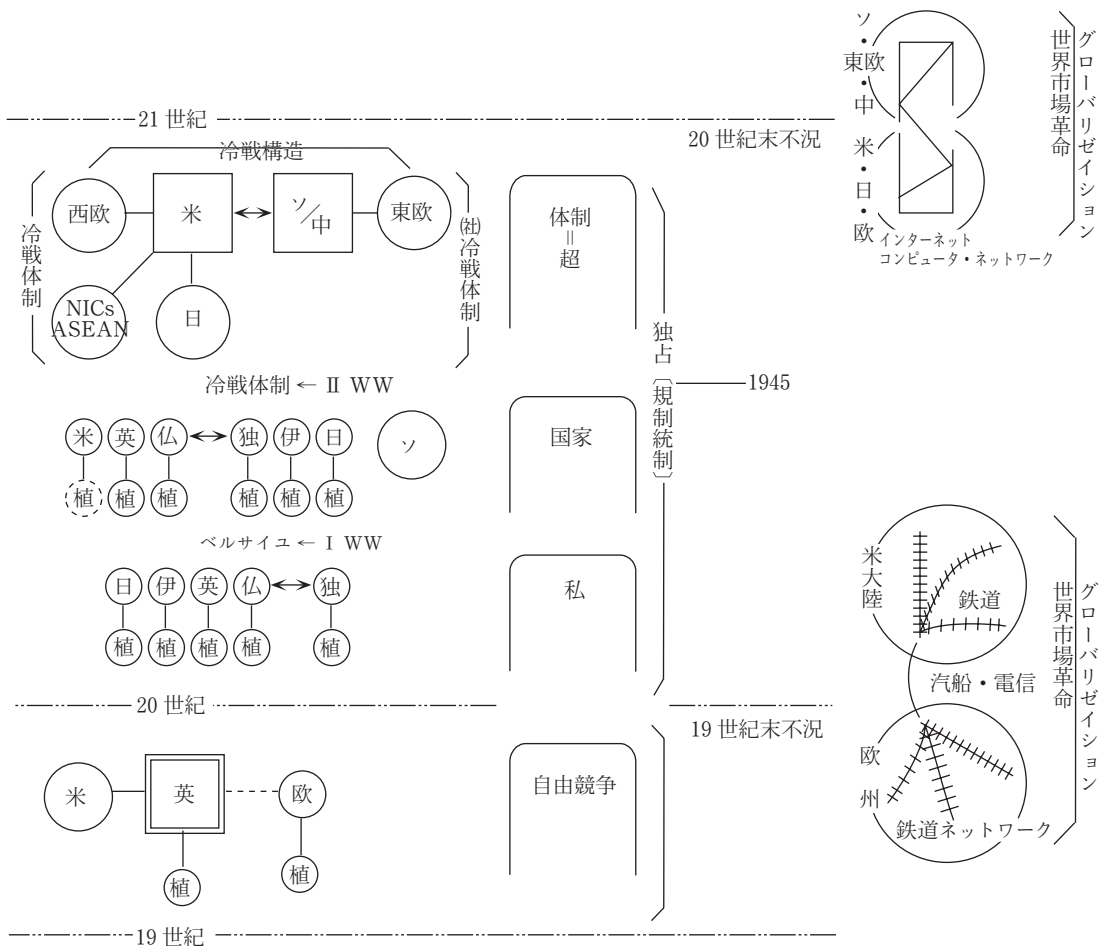 ソ・東欧・中
米・日・欧
インターネット
コンピュータ・ネットワーク
世界市場革命
グローバリゼイション
21 世紀
20 世紀末不況
冷戦構造
西欧
米
ソ/中
東欧
冷戦体制
㈳冷戦体制
NICs
ASEAN
日
体制
=
超
独占〔規制統制〕
1945
冷戦体制 ← Ⅱ WW
米
英
仏
独
伊
日
ソ
植
植
植
植
植
植
国家
ベルサイユ ← Ⅰ WW
日
伊
英
仏
独
植
植
植
植
植
私
米大陸
鉄道
汽船・電信
欧州
鉄道ネットワーク
世界市場革命
グローバリゼイション
20 世紀
19 世紀末不況
米
英
欧
植
植
自由競争
19 世紀